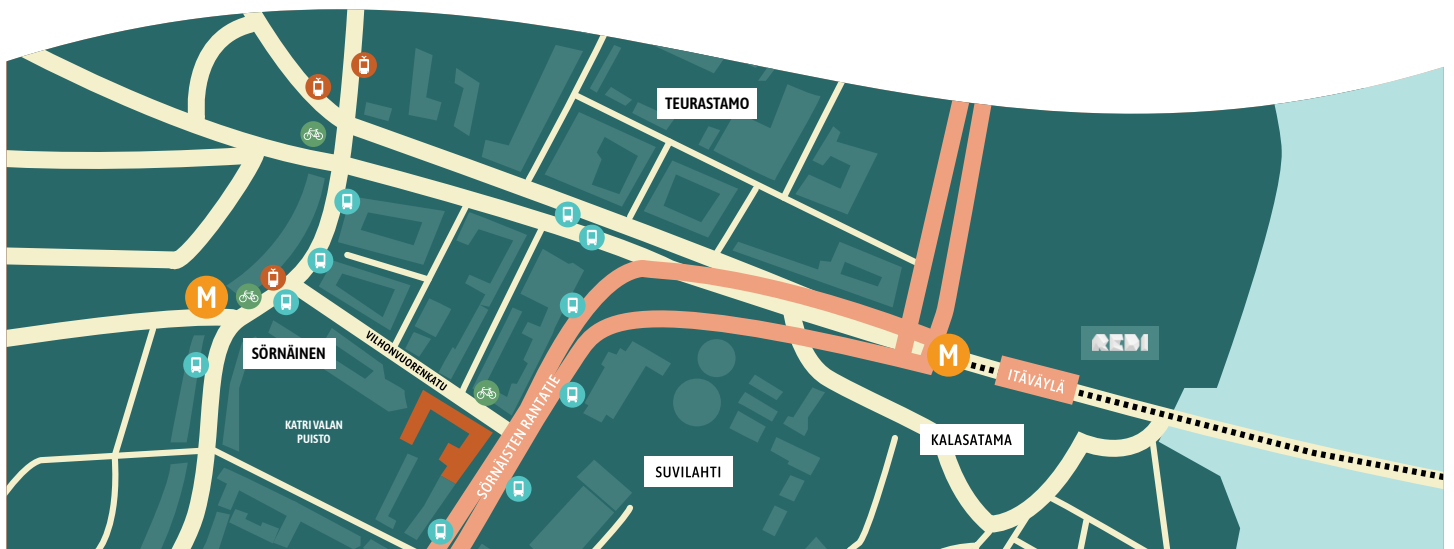 TEURASTAMO
M
SÖRNÄINEN
VILHONVUORENKATU
KATRI VALAN
PUISTO
SÖRNÄISTEN RANTATIE
SUVILAHTI
KALASATAMA
M
ITÄVÄYLÄ
REDI